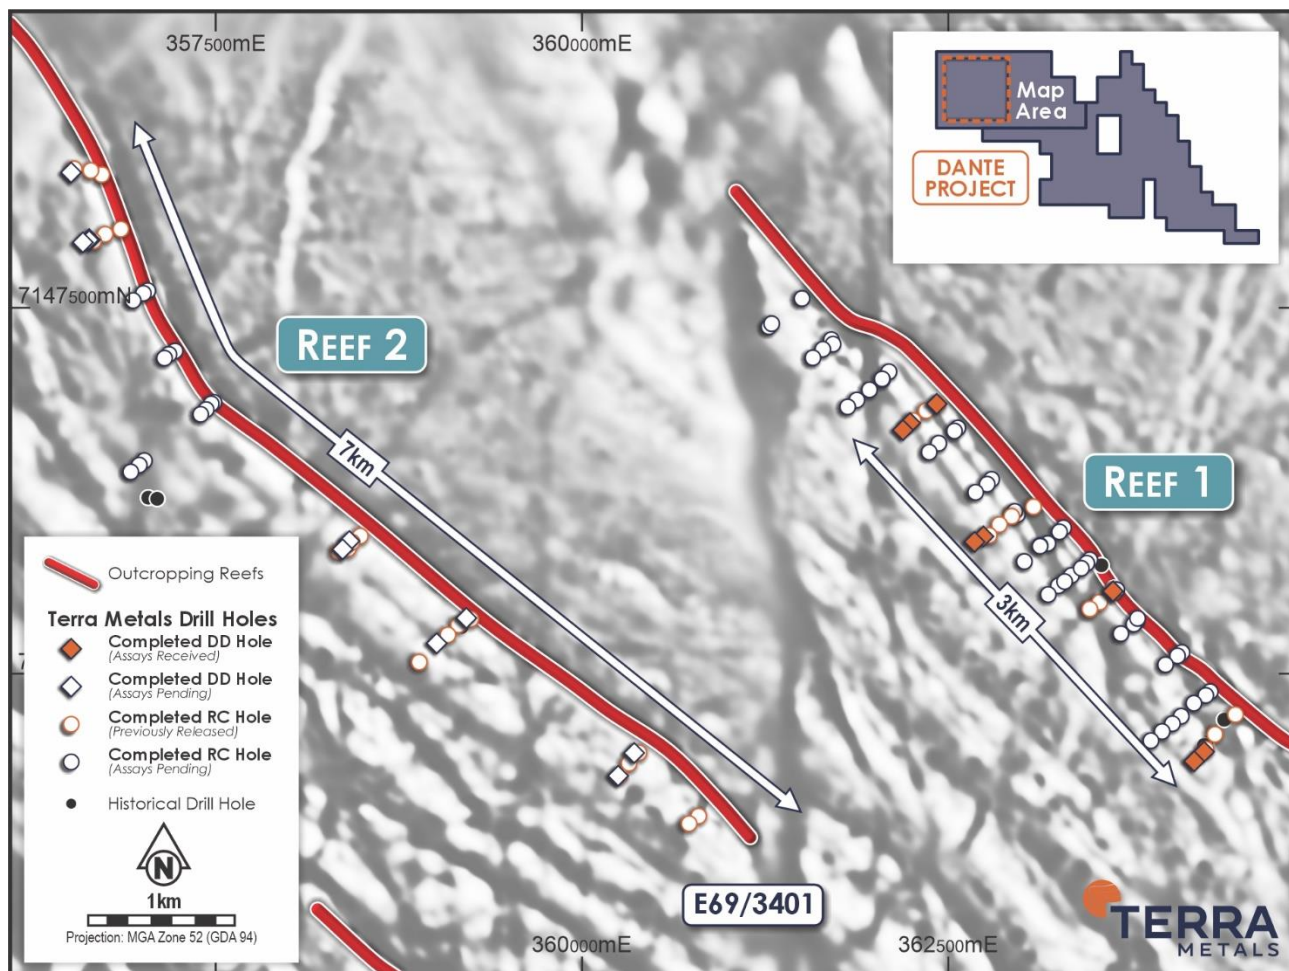 357500mE
360000mE
Map
Area
DANTE
PROJECT
7147500mN
REEF 2
7km
REEF 1
3km
Outcropping Reefs
Terra Metals Drill Holes
Completed DD Hole
(Assays Received)
Completed DD Hole
(Assays Pending)
Completed RC Hole
(Previously Released)
Completed RC Hole
(Assays Pending)
Historical Drill Hole
N
1km
Projection: MGA Zone 52 (GDA 94)
E69/3401
360000mE
362500mE
TERRA
METALS